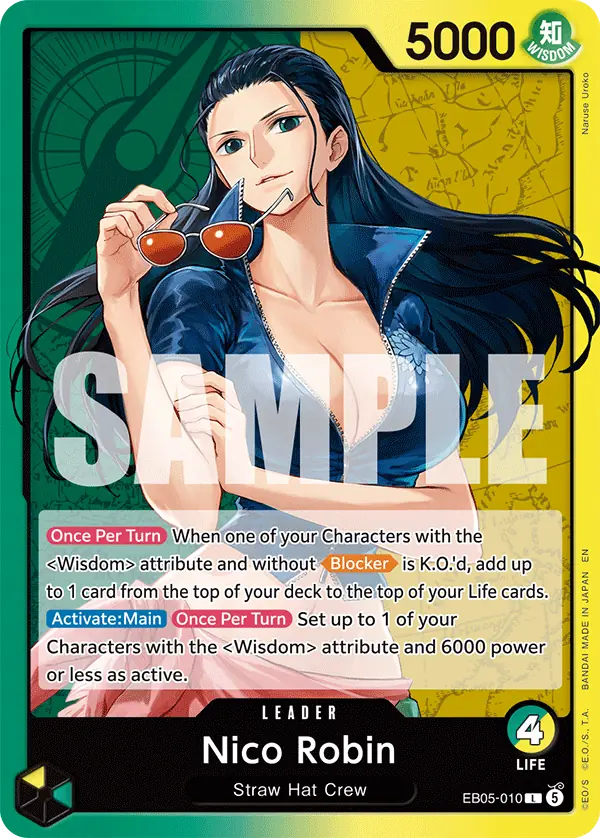 5000
知
WISDOM
Naruse Uroko
SAMPLE
Once Per Turn When one of your Characters with the
<Wisdom> attribute and without Blocker is K.O.'d, add up
to 1 card from the top of your deck to the top of your Life cards.
Activate:Main Once Per Turn Set up to 1 of your
Characters with the <Wisdom> attribute and 6000 power
or less as active.
LEADER
Nico Robin
Straw Hat Crew
4
LIFE
EB05-010 L 5
©E.O/S ©E.O./S., T.A. BANDAI MADE IN JAPAN EN